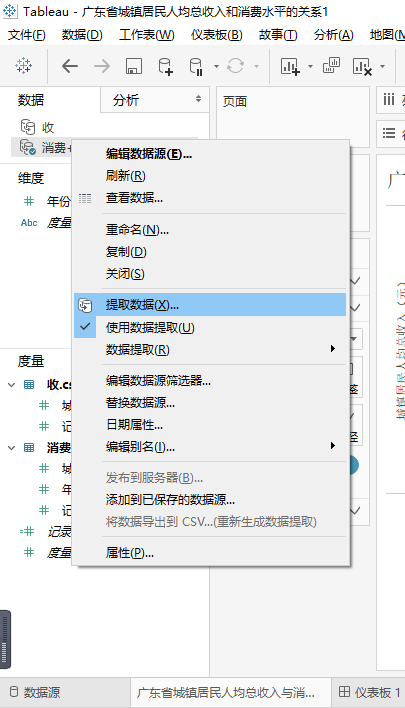 Tableau - 广东省城镇居民人均总收入和消费水平的关系1
文件(F) 数据(D) 工作表(W) 仪表板(B) 故事(T) 分析(A) 地图(M
数据 分析 页面
收
消费+
编辑数据源(E)...
刷新(R)
查看数据...
重命名(N)...
复制(D)
关闭(S)
提取数据(X)...
使用数据提取(U)
数据提取(R)
编辑数据源筛选器...
替换数据源...
日期属性...
编辑别名(I)...
发布到服务器(B)...
添加到已保存的数据源...
将数据导出到 CSV...(重新生成数据提取)
属性(P)...
维度
年份
Abc 度量
度量
收.cs
城
记
消费
城
年
记
记录
度量
广
城镇居民人均总收入（元）
数据源 广东省城镇居民人均总收入与消... 仪表板 1